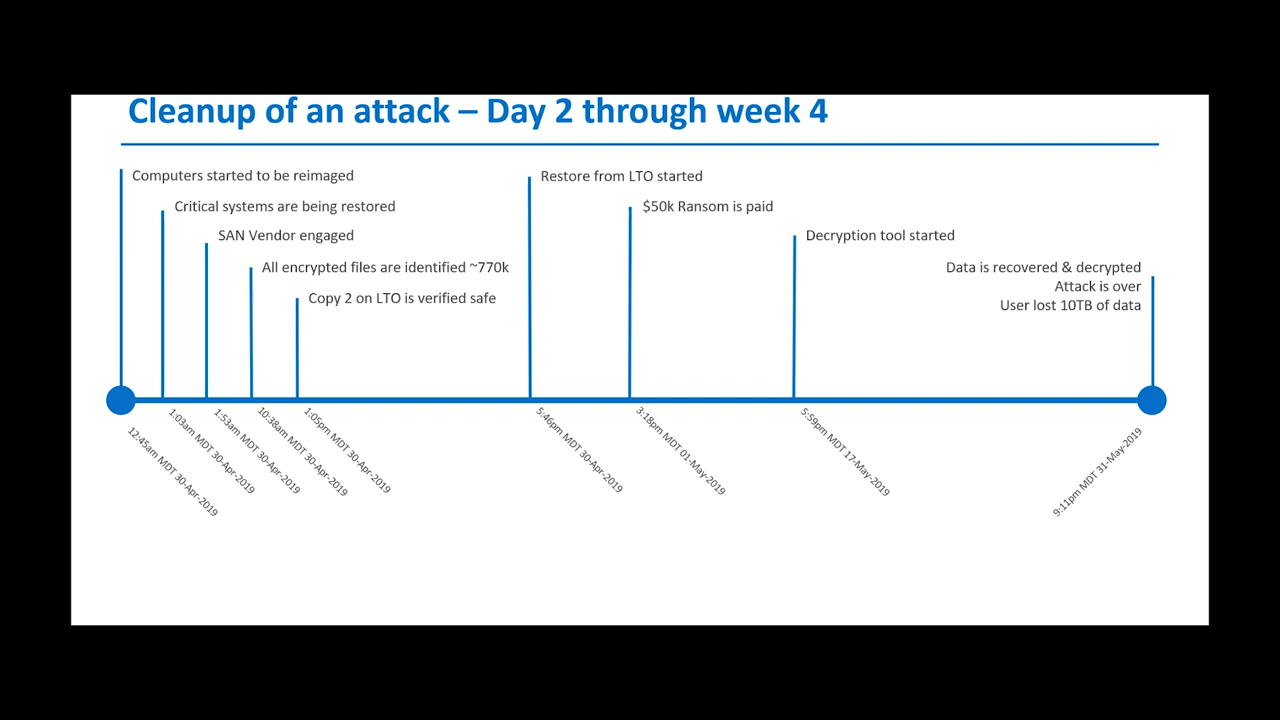 Cleanup of an attack – Day 2 through week 4
Computers started to be reimaged
Critical systems are being restored
SAN Vendor engaged
All encrypted files are identified ~770k
Copy 2 on LTO is verified safe
Restore from LTO started
$50k Ransom is paid
Decryption tool started
Data is recovered & decrypted
Attack is over
User lost 10TB of data
12:45am MDT 30-Apr-2019
1:03am MDT 30-Apr-2019
1:53am MDT 30-Apr-2019
10:38am MDT 30-Apr-2019
1:05pm MDT 30-Apr-2019
5:46pm MDT 30-Apr-2019
3:18pm MDT 01-May-2019
5:59pm MDT 17-May-2019
9:11pm MDT 31-May-2019